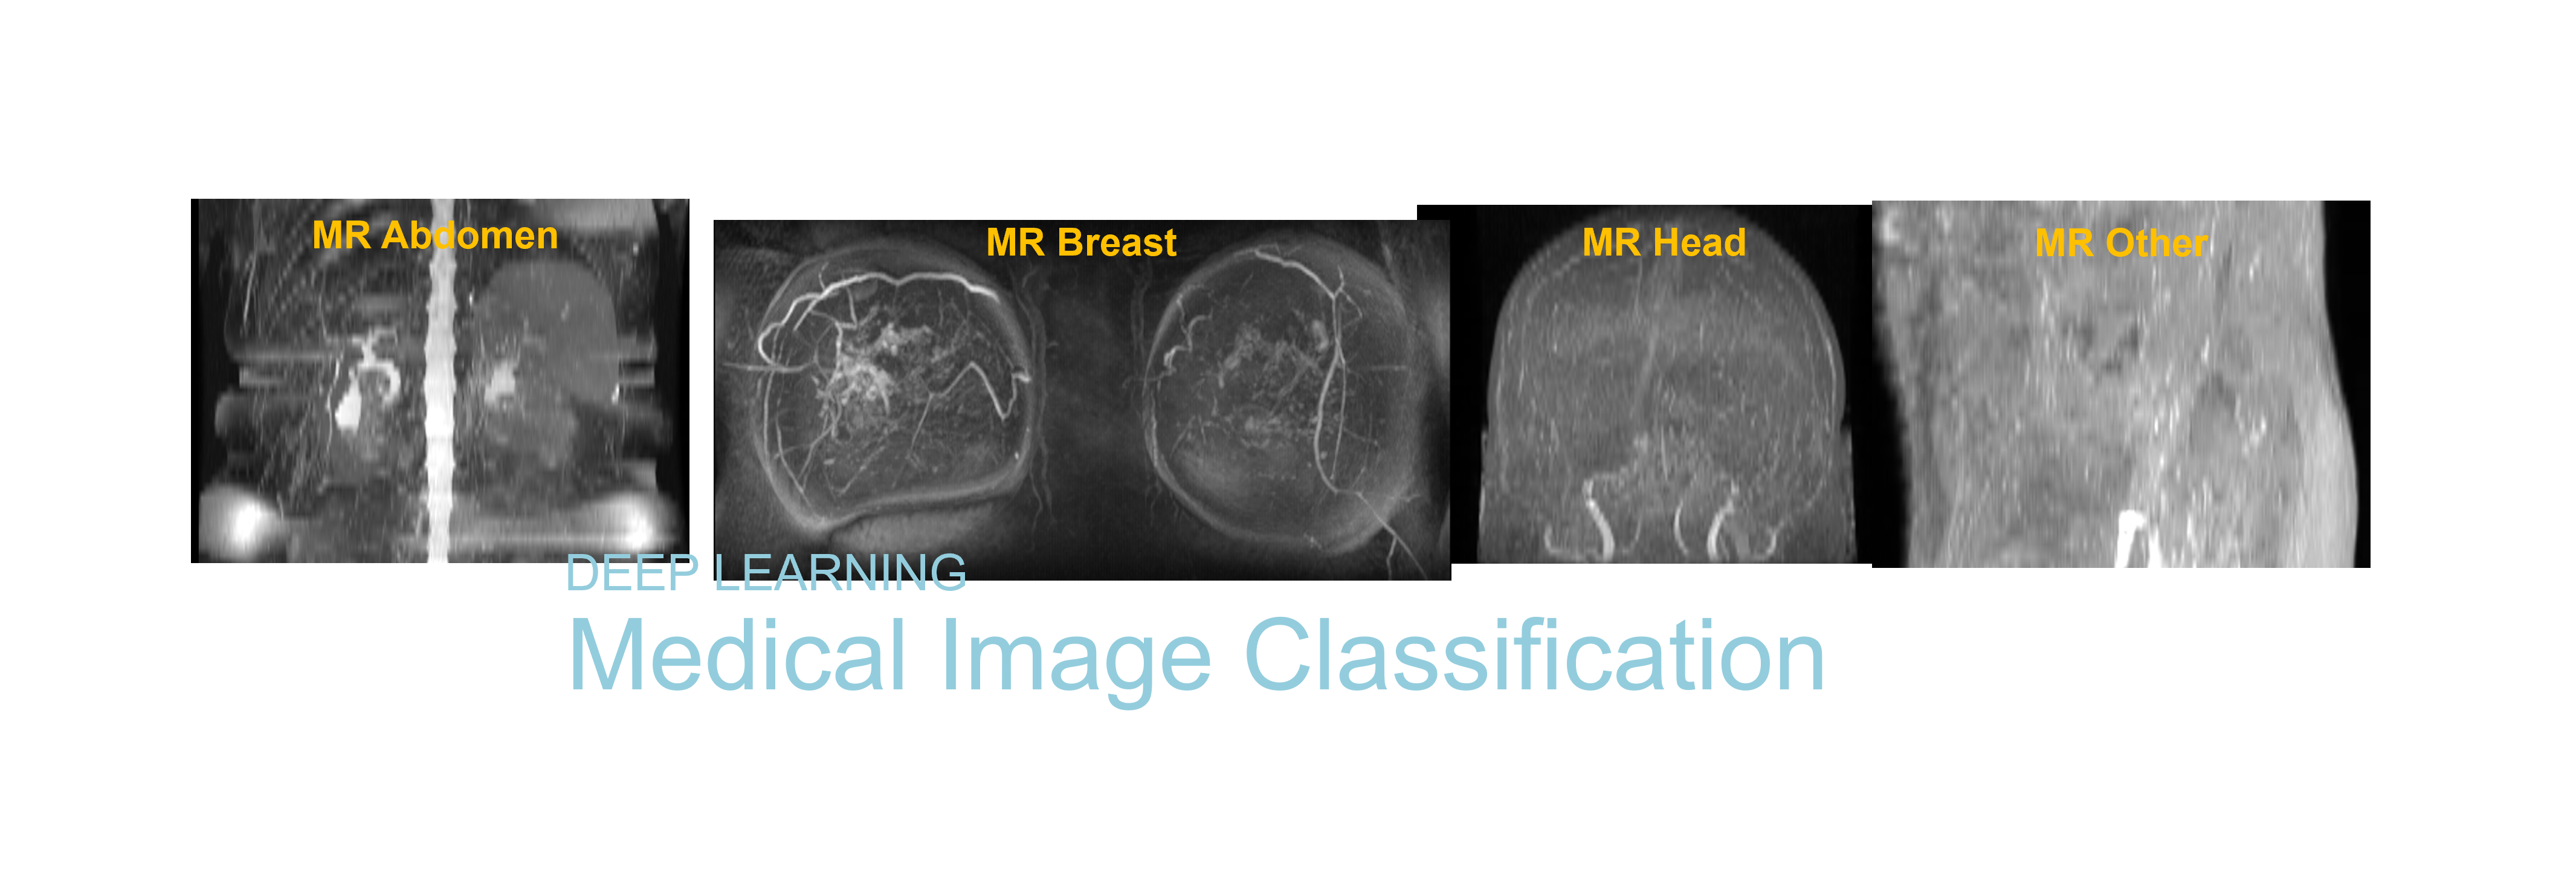 MR Abdomen
MR Breast
MR Head
MR Other
DEEP LEARNING
Medical Image Classification